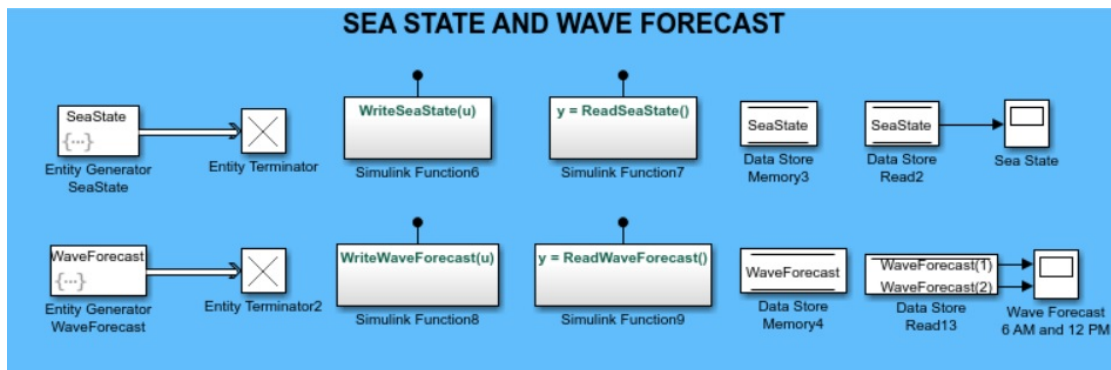 SEA STATE AND WAVE FORECAST
SeaState
{...}
Entity Generator
SeaState
Entity Terminator
WriteSeaState(u)
Simulink Function6
y = ReadSeaState()
Simulink Function7
SeaState
Data Store
Memory3
SeaState
Data Store
Read2
Sea State
WaveForecast
{...}
Entity Generator
WaveForecast
Entity Terminator2
WriteWaveForecast(u)
Simulink Function8
y = ReadWaveForecast()
Simulink Function9
WaveForecast
Data Store
Memory4
WaveForecast(1)
WaveForecast(2)
Data Store
Read13
Wave Forecast
6 AM and 12 PM